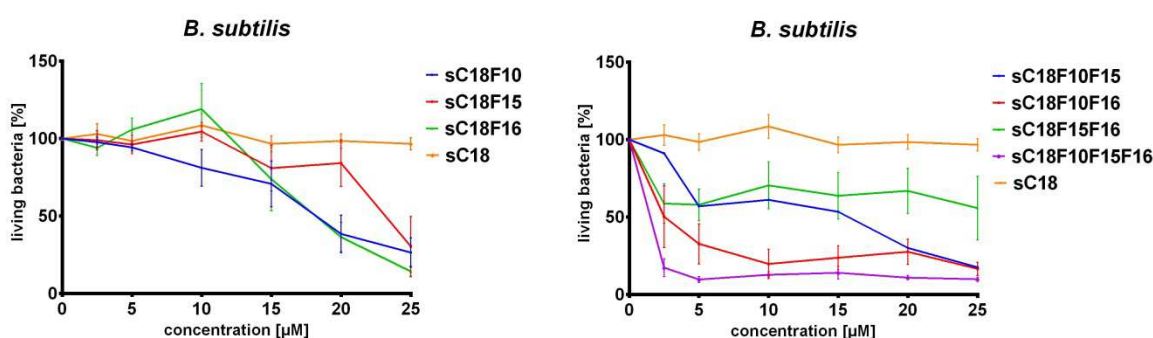 B. subtilis
150
100
50
0
living bacteria [%]
0 5 10 15 20 25
concentration [µM]
sC18F10
sC18F15
sC18F16
sC18
B. subtilis
150
100
50
0
living bacteria [%]
0 5 10 15 20 25
concentration [µM]
sC18F10F15
sC18F10F16
sC18F15F16
sC18F10F15F16
sC18